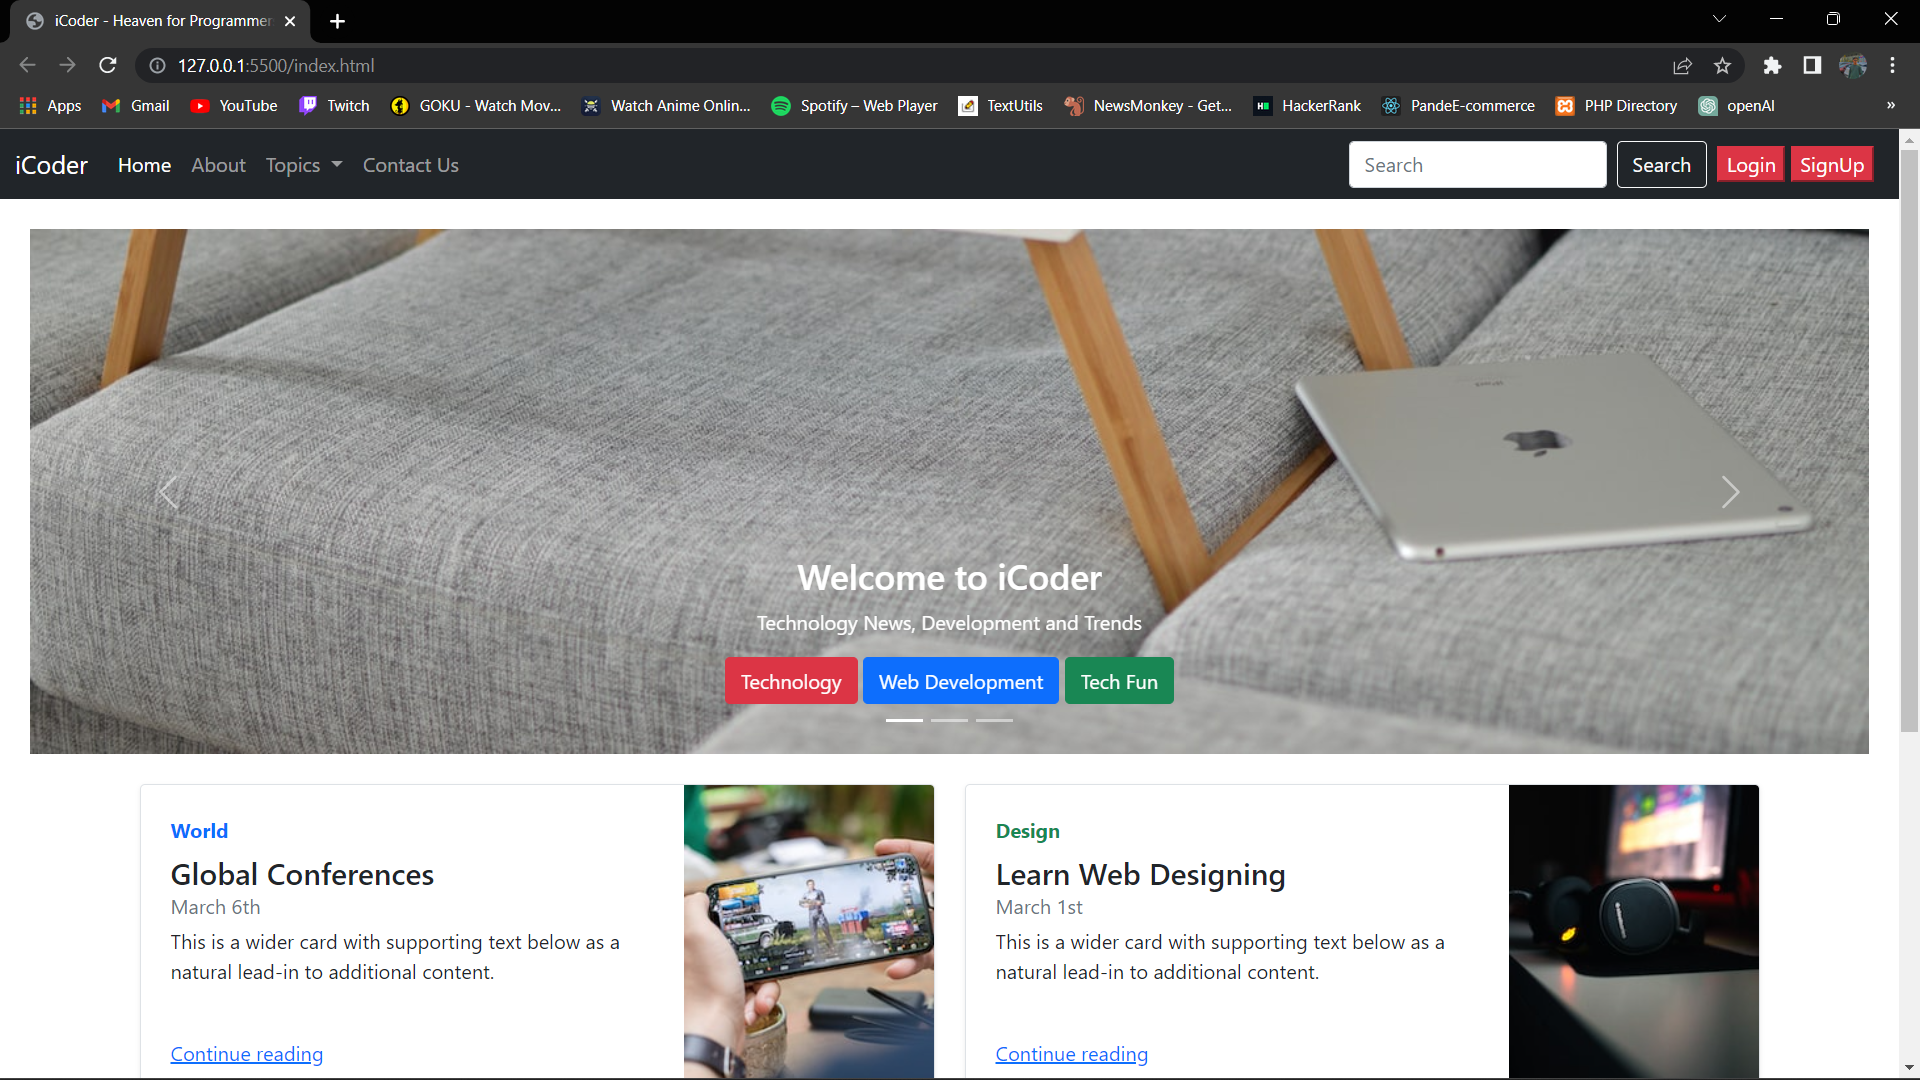 iCoder - Heaven for Programmer
127.0.0.1:5500/index.html
Apps Gmail YouTube Twitch GOKU - Watch Mov... Watch Anime Onlin... Spotify – Web Player TextUtils NewsMonkey - Get... HackerRank PandeE-commerce PHP Directory openAI »
iCoder Home About Topics Contact Us Search Search Login SignUp
Welcome to iCoder
Technology News, Development and Trends
Technology Web Development Tech Fun
World
Global Conferences
March 6th
This is a wider card with supporting text below as a
natural lead-in to additional content.
Continue reading
Design
Learn Web Designing
March 1st
This is a wider card with supporting text below as a
natural lead-in to additional content.
Continue reading